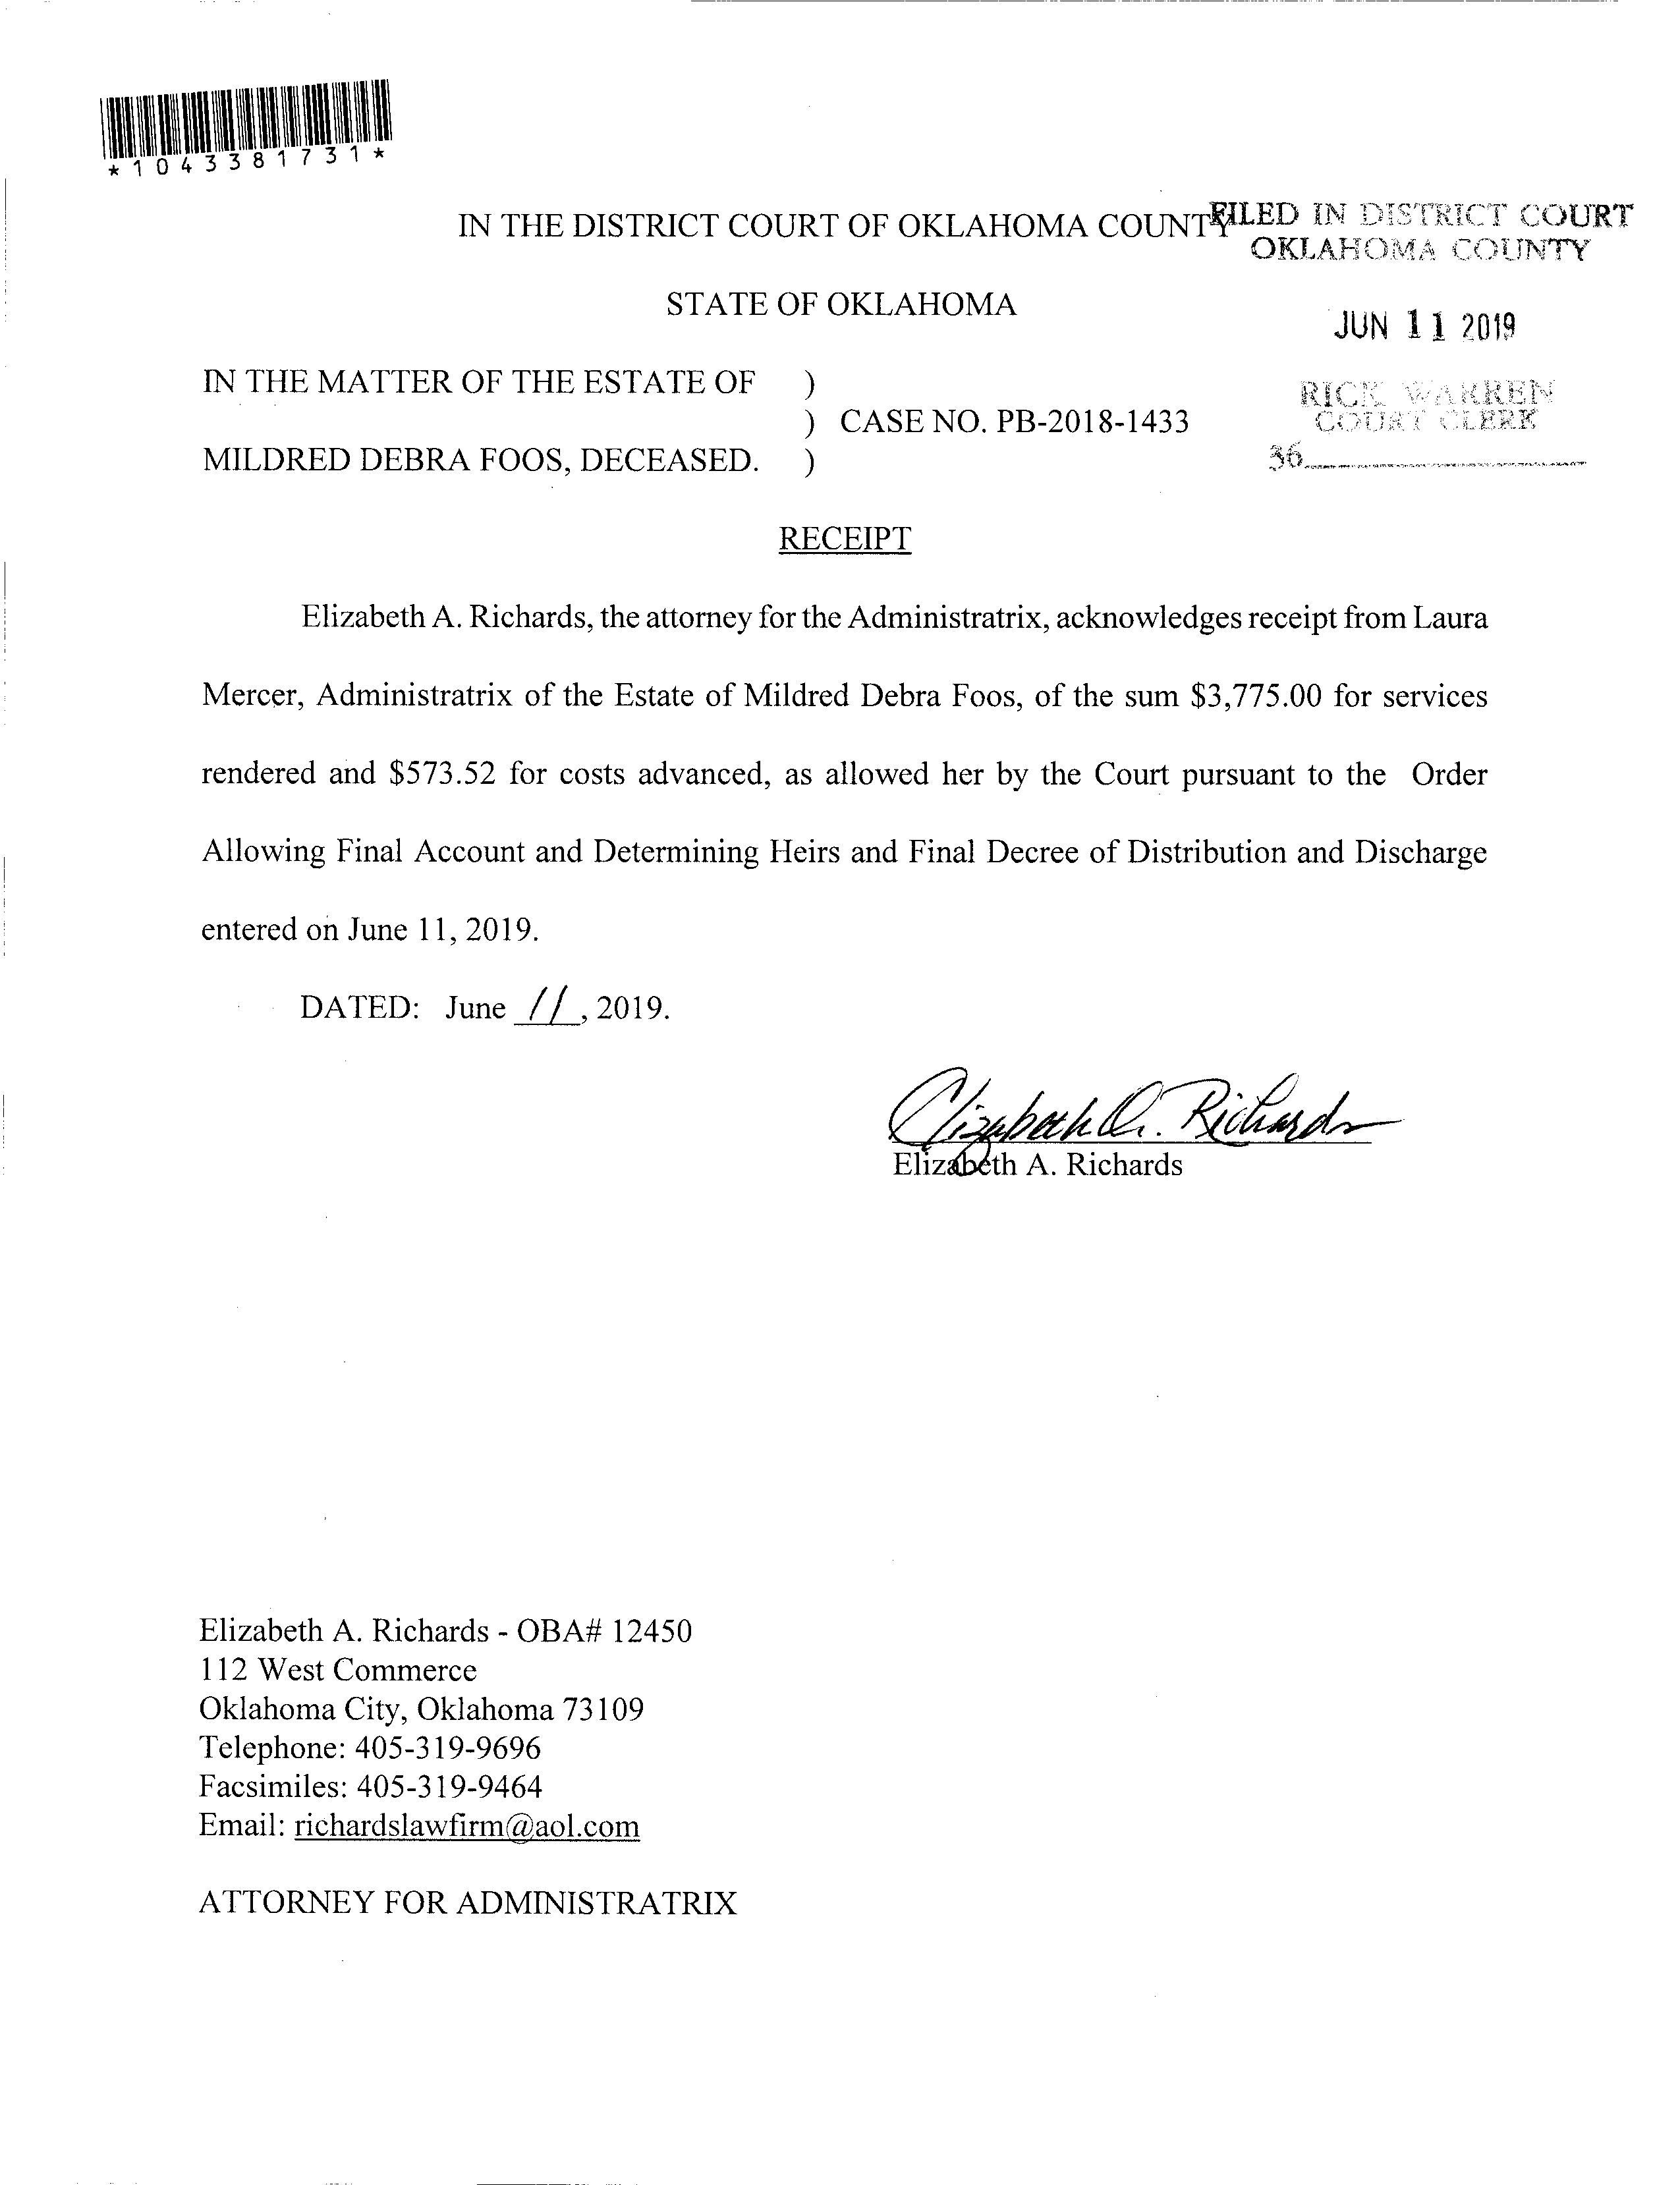 *1043381731*
IN THE DISTRICT COURT OF OKLAHOMA COUNTY
FILED IN DISTRICT COURT
OKLAHOMA COUNTY
STATE OF OKLAHOMA
JUN 11 2019
IN THE MATTER OF THE ESTATE OF )
) CASE NO. PB-2018-1433
MILDRED DEBRA FOOS, DECEASED. )
RICK WARREN
COURT CLERK
36
RECEIPT
Elizabeth A. Richards, the attorney for the Administratrix, acknowledges receipt from Laura
Mercer, Administratrix of the Estate of Mildred Debra Foos, of the sum $3,775.00 for services
rendered and $573.52 for costs advanced, as allowed her by the Court pursuant to the Order
Allowing Final Account and Determining Heirs and Final Decree of Distribution and Discharge
entered on June 11, 2019.
DATED: June 11, 2019.
Elizabeth A. Richards
Elizabeth A. Richards
Elizabeth A. Richards - OBA# 12450
112 West Commerce
Oklahoma City, Oklahoma 73109
Telephone: 405-319-9696
Facsimiles: 405-319-9464
Email: richardslawfirm@aol.com
ATTORNEY FOR ADMINISTRATRIX